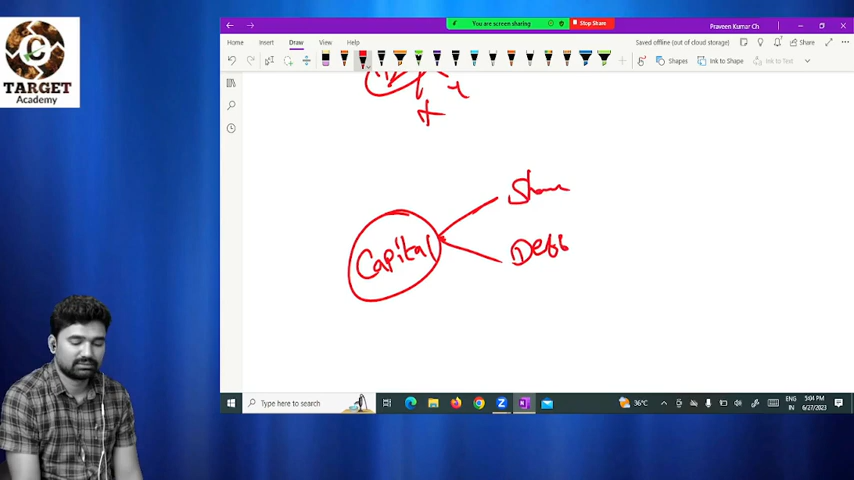 You are screen sharing
Stop Share
Praveen Kumar Ch
Home Insert Draw View Help
Saved offline (out of cloud storage)
Share
Shapes
Ink to Shape
Ink to Text
TARGET
Academy
Share
Capital
Debt
Type here to search
36°C
ENG
IN
5:04 PM
6/27/2023